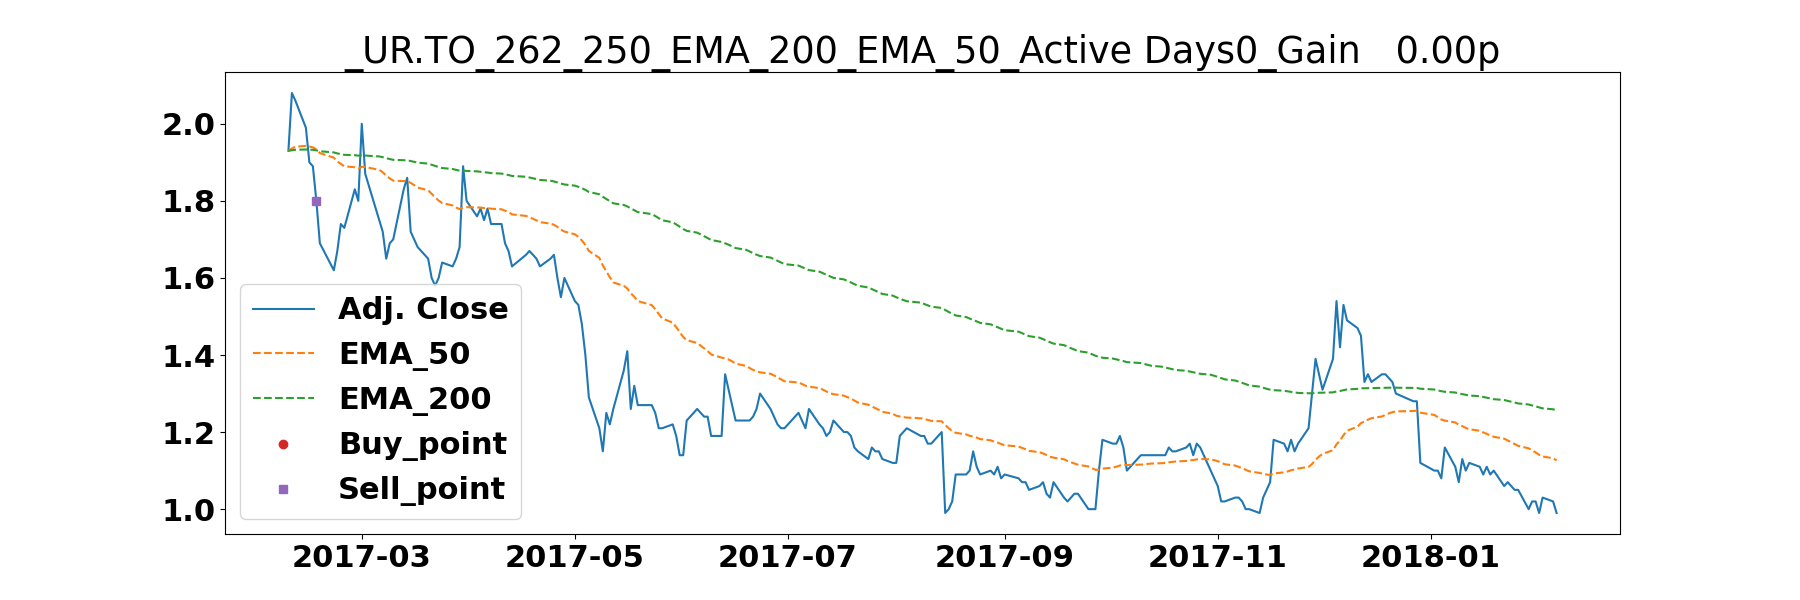 _UR.TO_262_250_EMA_200_EMA_50_Active Days0_Gain   0.00p
2.0
1.8
1.6
1.4
1.2
1.0
Adj. Close
EMA_50
EMA_200
Buy_point
Sell_point
2017-03 2017-05 2017-07 2017-09 2017-11 2018-01